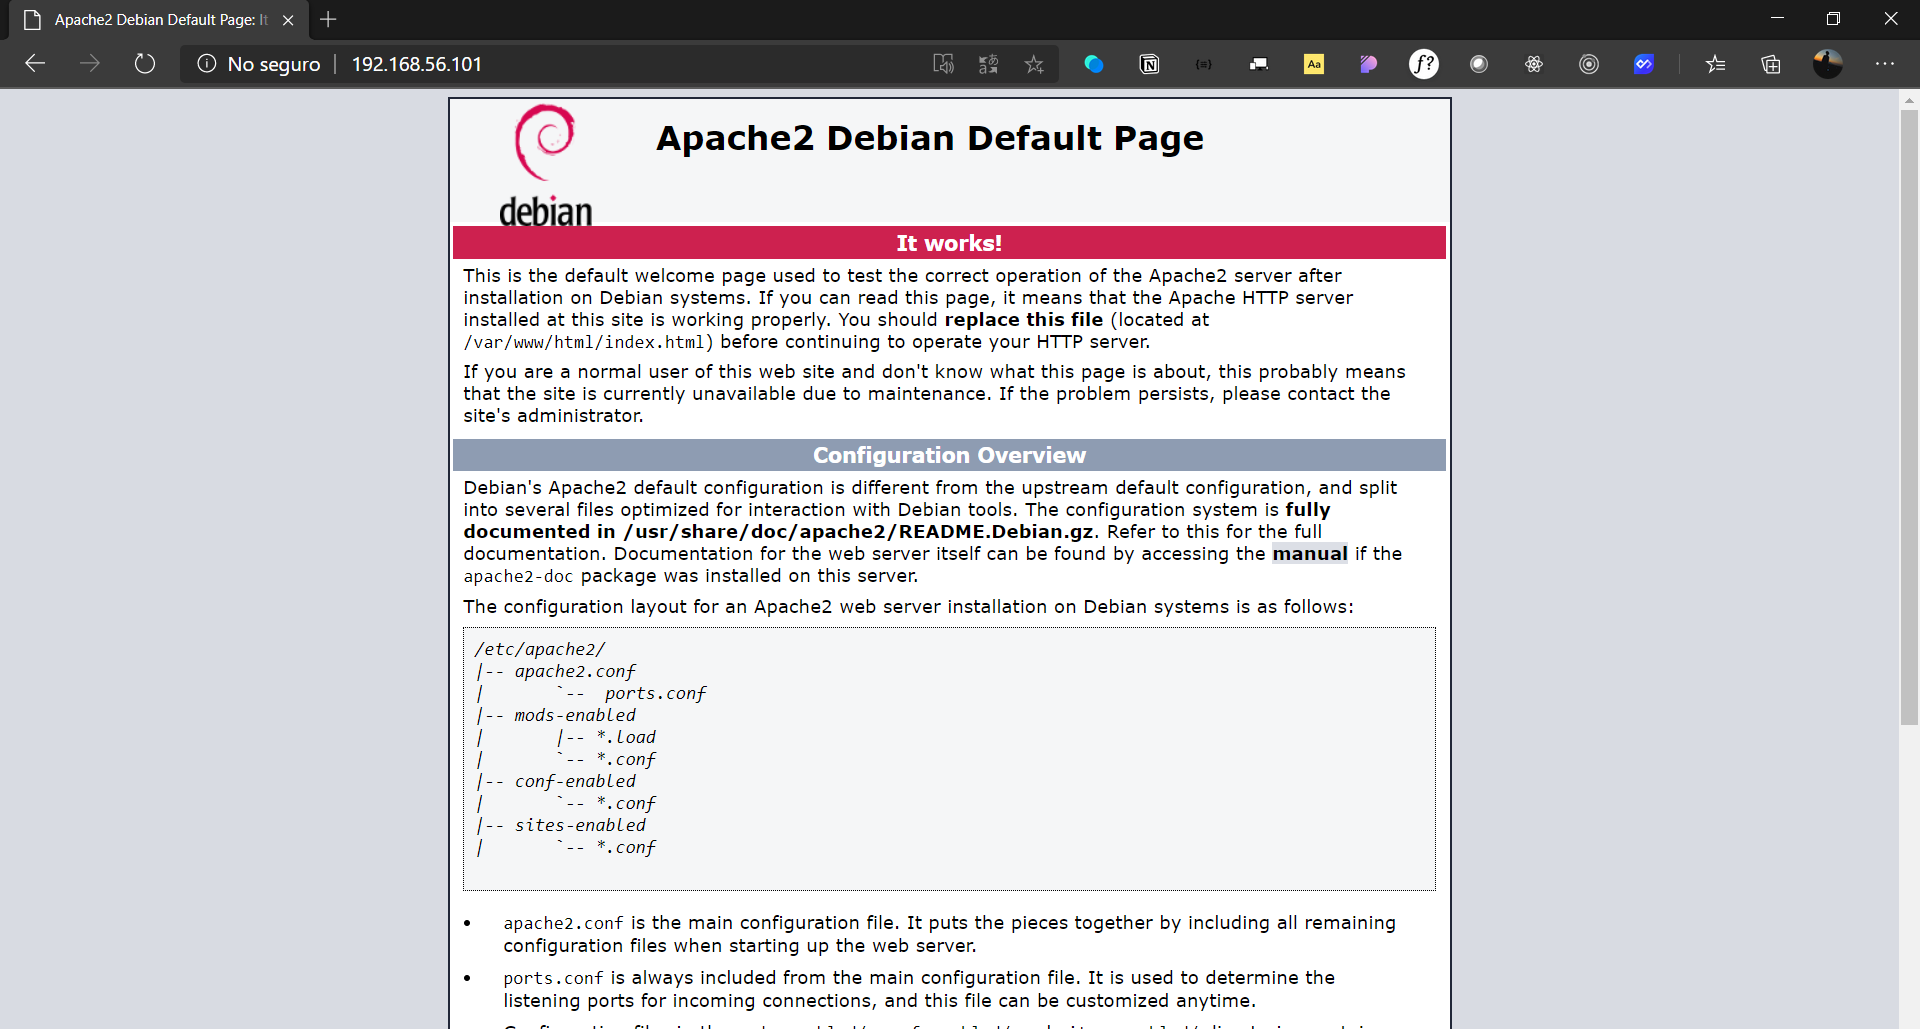 Apache2 Debian Default Page: It
No seguro
192.168.56.101
Aa
f?
debian
Apache2 Debian Default Page
It works!
This is the default welcome page used to test the correct operation of the Apache2 server after
installation on Debian systems. If you can read this page, it means that the Apache HTTP server
installed at this site is working properly. You should replace this file (located at
/var/www/html/index.html) before continuing to operate your HTTP server.
If you are a normal user of this web site and don't know what this page is about, this probably means
that the site is currently unavailable due to maintenance. If the problem persists, please contact the
site's administrator.
Configuration Overview
Debian's Apache2 default configuration is different from the upstream default configuration, and split
into several files optimized for interaction with Debian tools. The configuration system is fully
documented in /usr/share/doc/apache2/README.Debian.gz. Refer to this for the full
documentation. Documentation for the web server itself can be found by accessing the manual if the
apache2-doc package was installed on this server.
The configuration layout for an Apache2 web server installation on Debian systems is as follows:
/etc/apache2/
|-- apache2.conf
|       `--  ports.conf
|-- mods-enabled
|       |-- *.load
|       `-- *.conf
|-- conf-enabled
|       `-- *.conf
|-- sites-enabled
|       `-- *.conf
• apache2.conf is the main configuration file. It puts the pieces together by including all remaining
configuration files when starting up the web server.
• ports.conf is always included from the main configuration file. It is used to determine the
listening ports for incoming connections, and this file can be customized anytime.